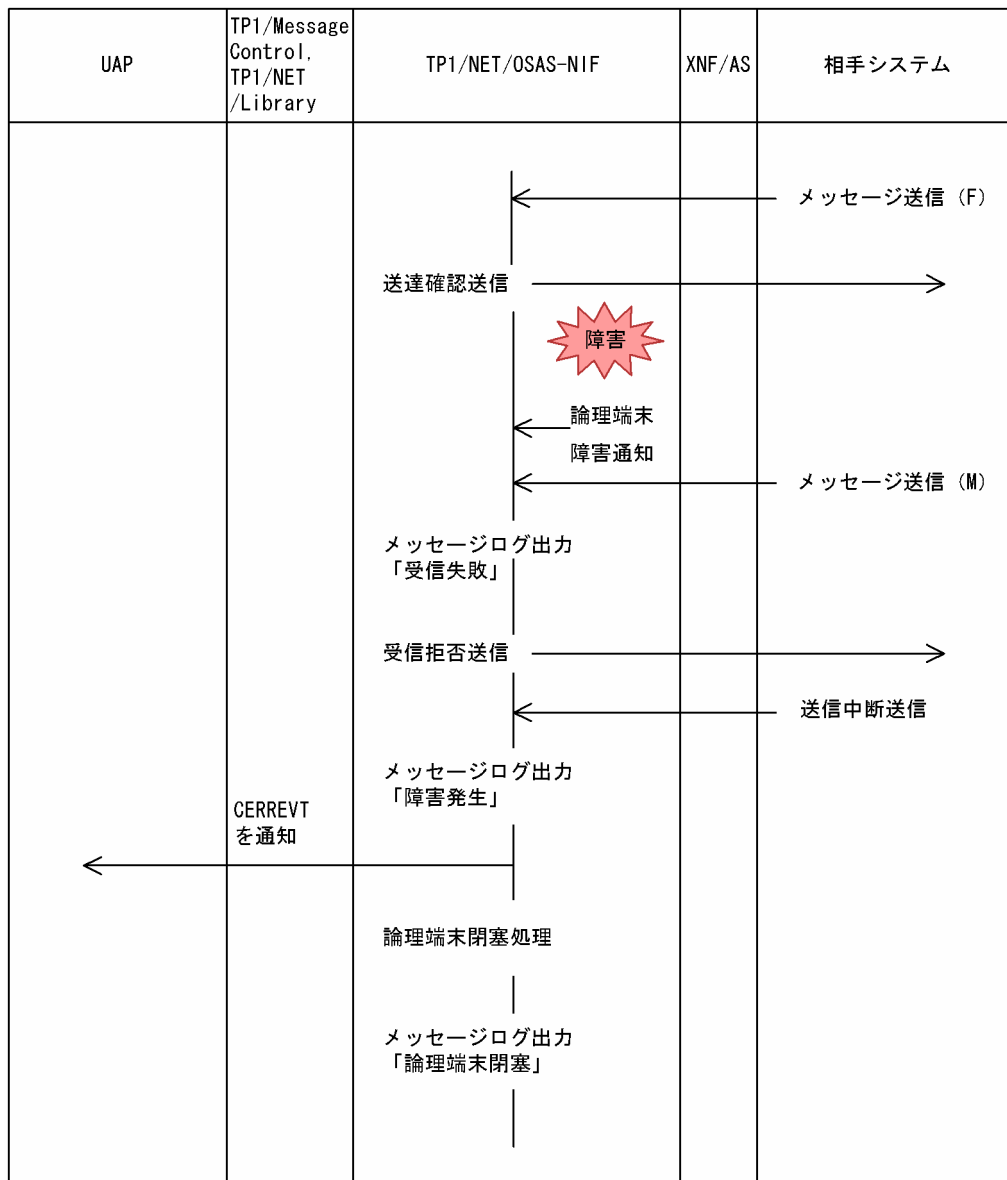 UAP
TP1/Message
Control,
TP1/NET
/Library
TP1/NET/OSAS-NIF
XNF/AS
相手システム
メッセージ送信（F）
送達確認送信
障害
論理端末
障害通知
メッセージ送信（M）
メッセージログ出力
「受信失敗」
受信拒否送信
送信中断送信
メッセージログ出力
「障害発生」
CERREVT
を通知
論理端末閉塞処理
メッセージログ出力
「論理端末閉塞」